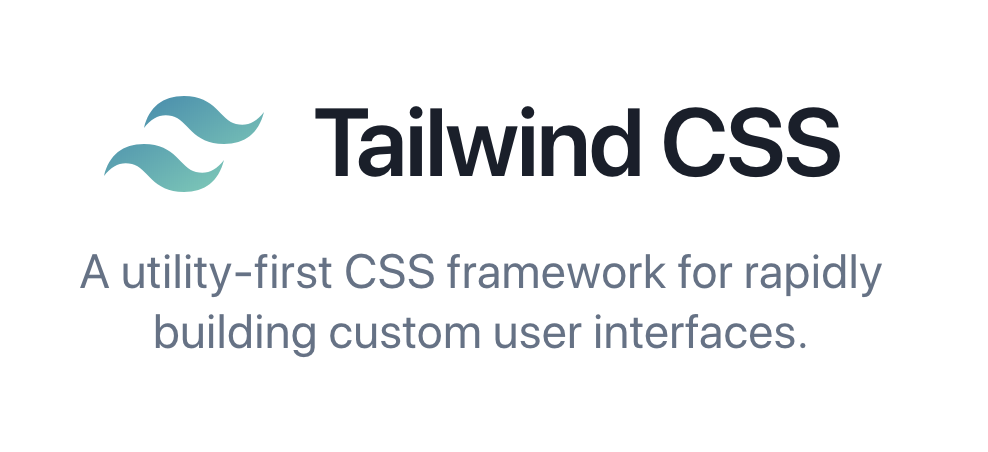 Tailwind CSS
A utility-first CSS framework for rapidly
building custom user interfaces.